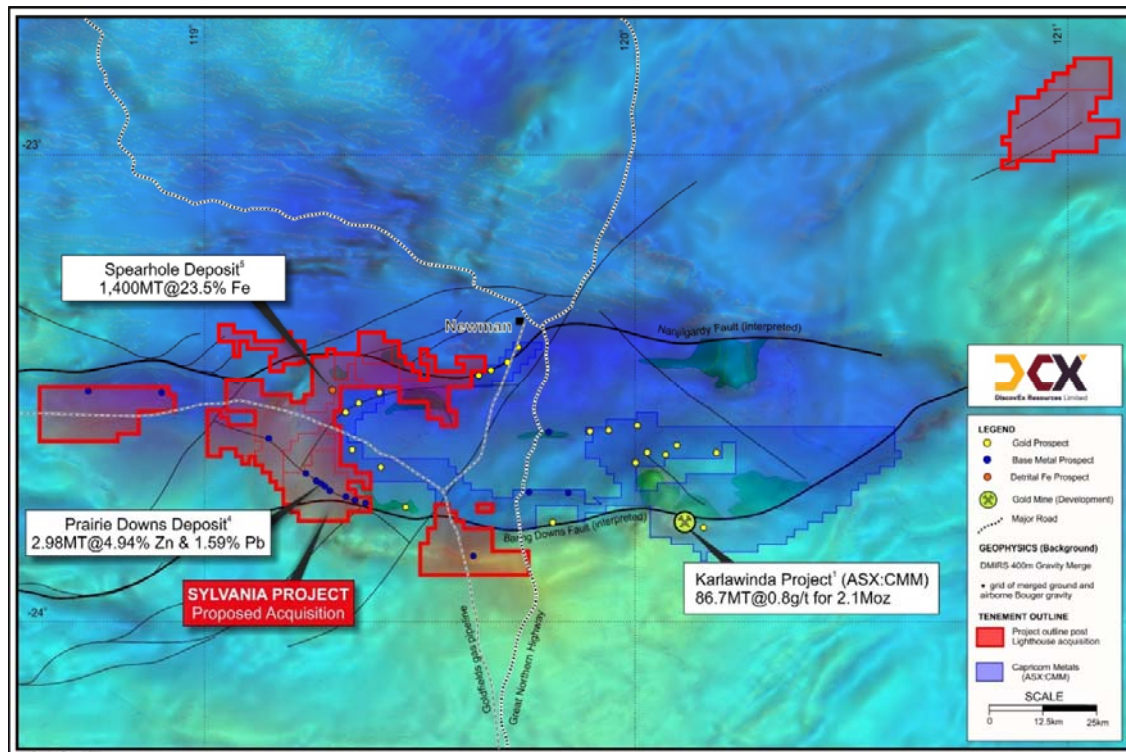 119°
120°
121°
-23°
-24°
Spearhole Deposit⁵
1,400MT@23.5% Fe
Newman
Nanjilgardy Fault (interpreted)
Prairie Downs Deposit⁴
2.98MT@4.94% Zn & 1.59% Pb
SYLVANIA PROJECT
Proposed Acquisition
Baring Downs Fault (interpreted)
Goldfields gas pipeline
Great Northern Highway
Karlawinda Project¹ (ASX:CMM)
86.7MT@0.8g/t for 2.1Moz
DCX
DiscovEx Resources Limited
LEGEND
Gold Prospect
Base Metal Prospect
Detrital Fe Prospect
Gold Mine (Development)
Major Road
GEOPHYSICS (Background)
DMIRS 400m Gravity Merge
• grid of merged ground and
airborne Bouger gravity
TENEMENT OUTLINE
Project outline post
Lighthouse acquisition
Capricorn Metals
(ASX:CMM)
SCALE
0 12.5km 25km